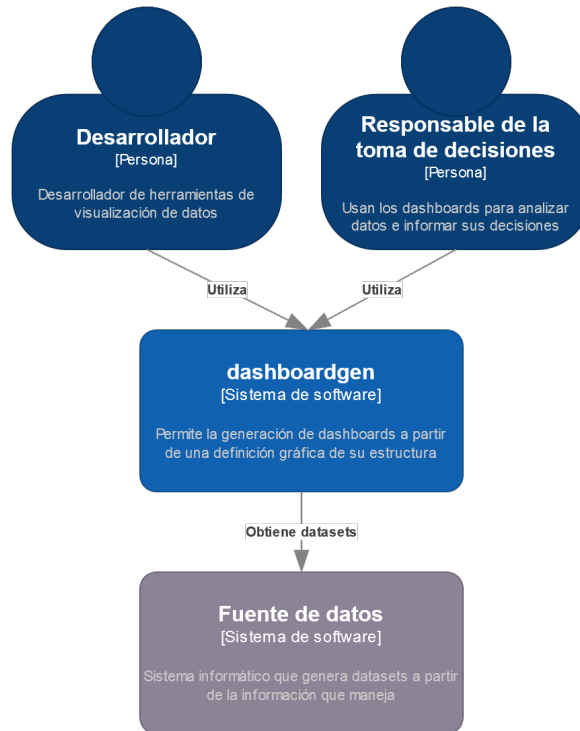 Desarrollador
[Persona]
Desarrollador de herramientas de
visualización de datos
Responsable de la
toma de decisiones
[Persona]
Usan los dashboards para analizar
datos e informar sus decisiones
Utiliza
Utiliza
dashboardgen
[Sistema de software]
Permite la generación de dashboards a partir
de una definición gráfica de su estructura
Obtiene datasets
Fuente de datos
[Sistema de software]
Sistema informático que genera datasets a partir
de la información que maneja